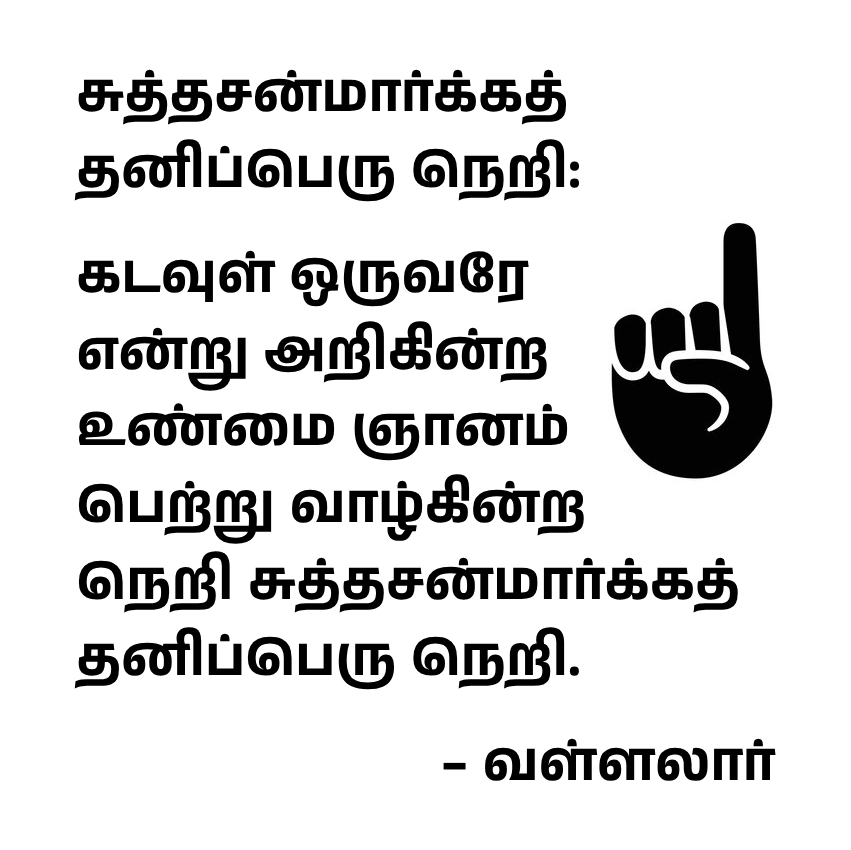 சுத்தசன்மார்க்கத்
தனிப்பெரு நெறி:
கடவுள் ஒருவரே
என்று அறிகின்ற
உண்மை ஞானம்
பெற்று வாழ்கின்ற
நெறி சுத்தசன்மார்க்கத்
தனிப்பெரு நெறி.
– வள்ளலார்